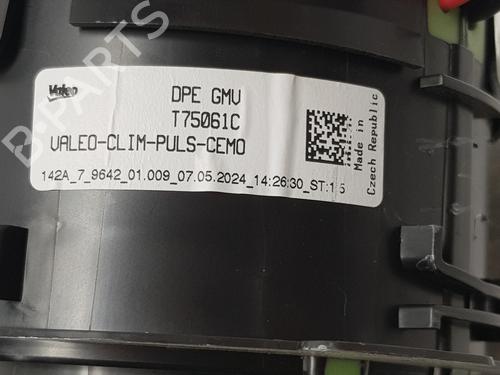 Valeo
DPE GMV
T75061C
VALEO-CLIM-PULS-CEMO
142A_7_9642_01.009_07.05.2024_14:26:30_ST:15
Made in
Czech Republic
B-PARTS